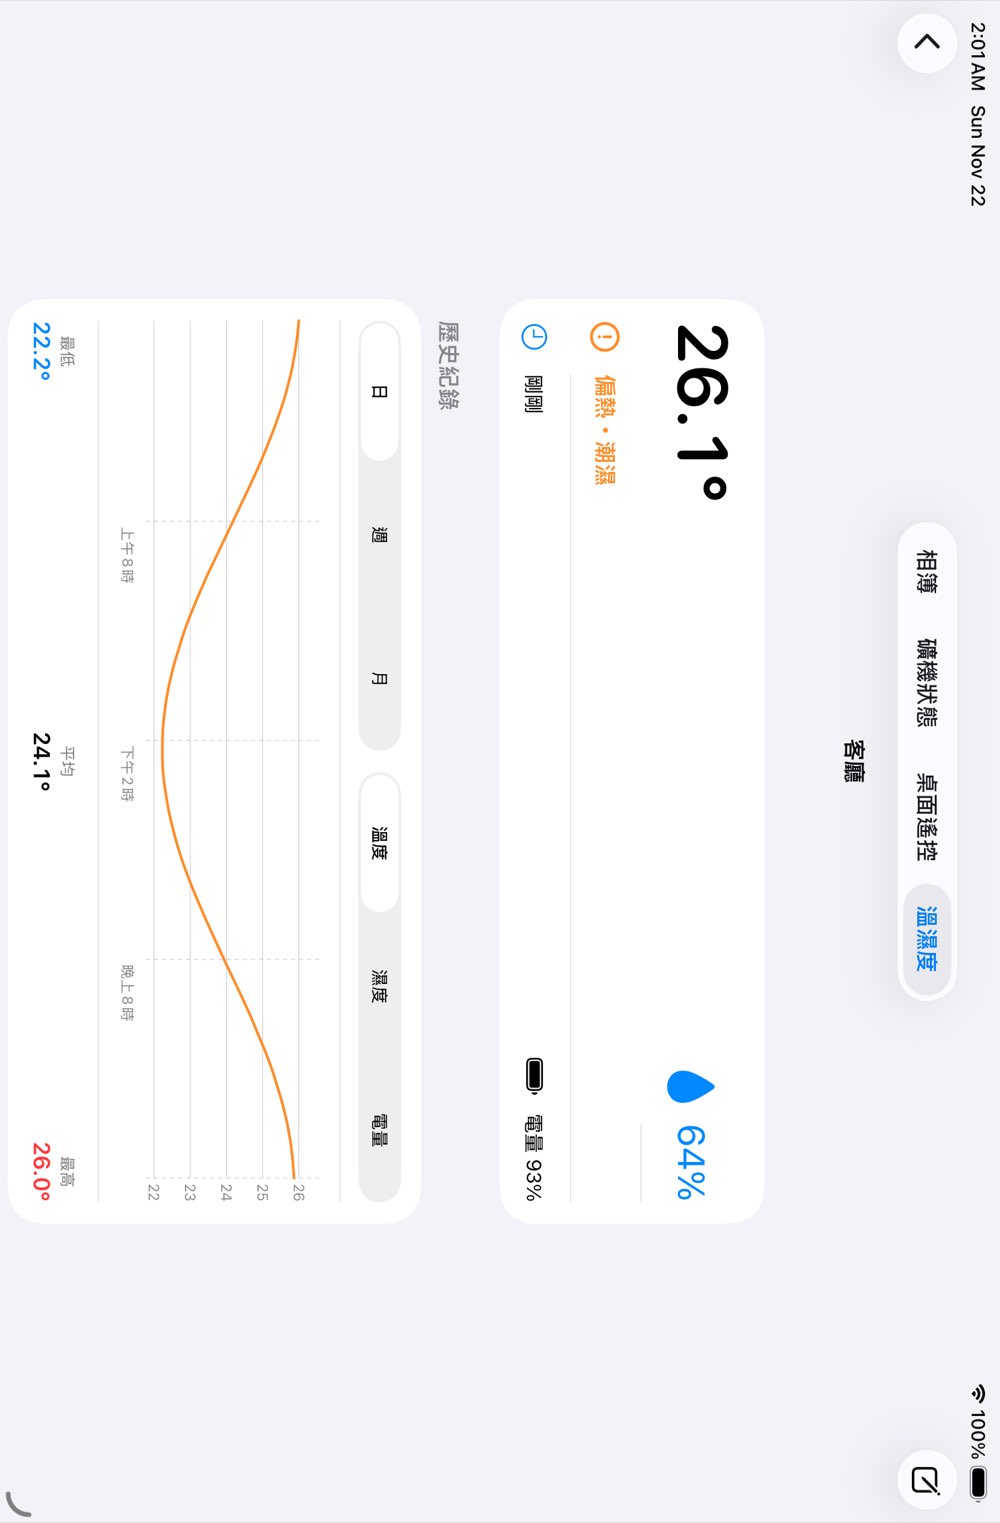 2:01 AM Sun Nov 22
100%
相簿 礦機狀態 桌面遙控 溫濕度
客廳
26.1°
64%
偏熱・潮濕
剛剛
電量 93%
歷史紀錄
日 週 月 溫度 濕度 電量
26
25
24
23
22
上午8時 下午2時 晚上8時
最低 平均 最高
22.2° 24.1° 26.0°